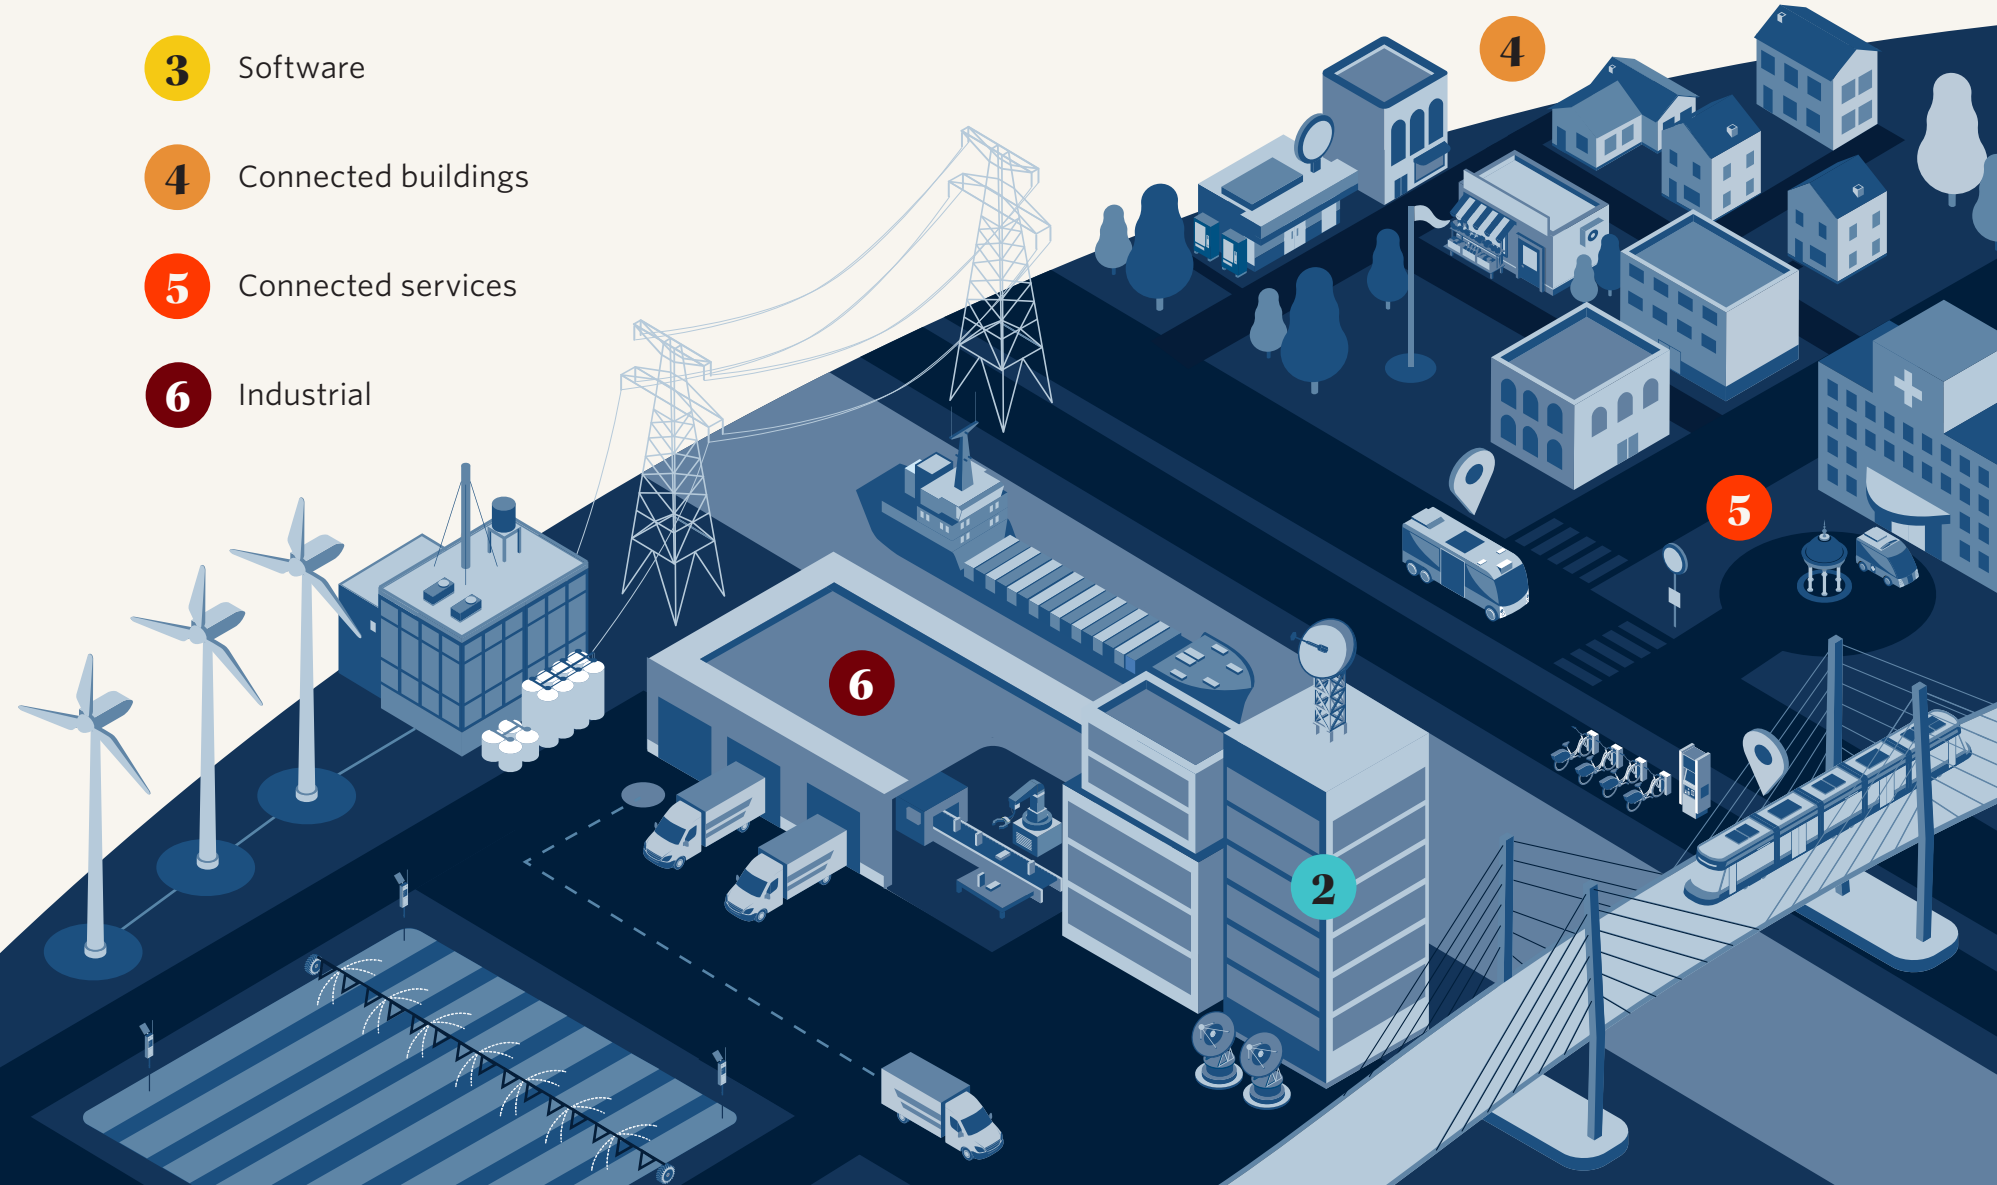 3 Software
4 Connected buildings
5 Connected services
6 Industrial
4
5
6
2